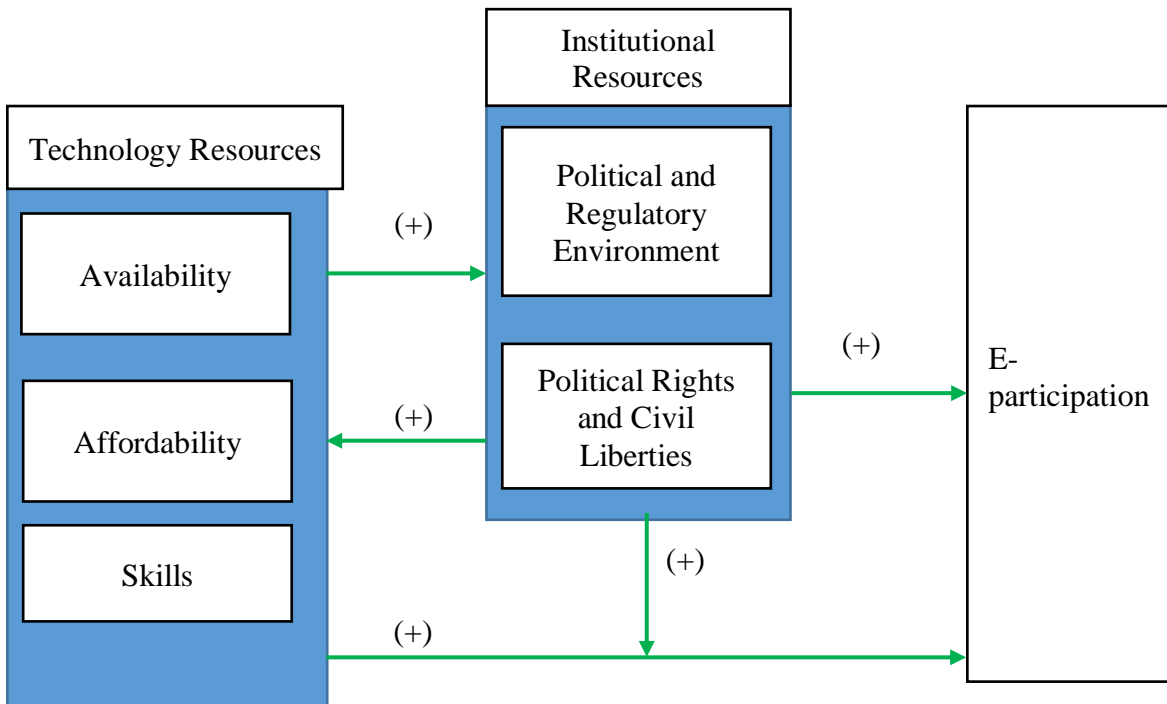 Institutional
Resources
Technology Resources
Political and
Regulatory
Environment
(+)
Availability
(+)
E-
participation
Political Rights
and Civil
Liberties
(+)
Affordability
(+)
Skills
(+)